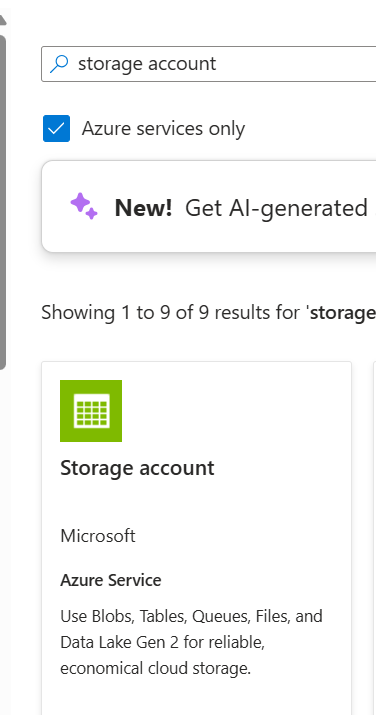 storage account
Azure services only
New! Get AI-generated
Showing 1 to 9 of 9 results for 'storage
Storage account
Microsoft
Azure Service
Use Blobs, Tables, Queues, Files, and
Data Lake Gen 2 for reliable,
economical cloud storage.